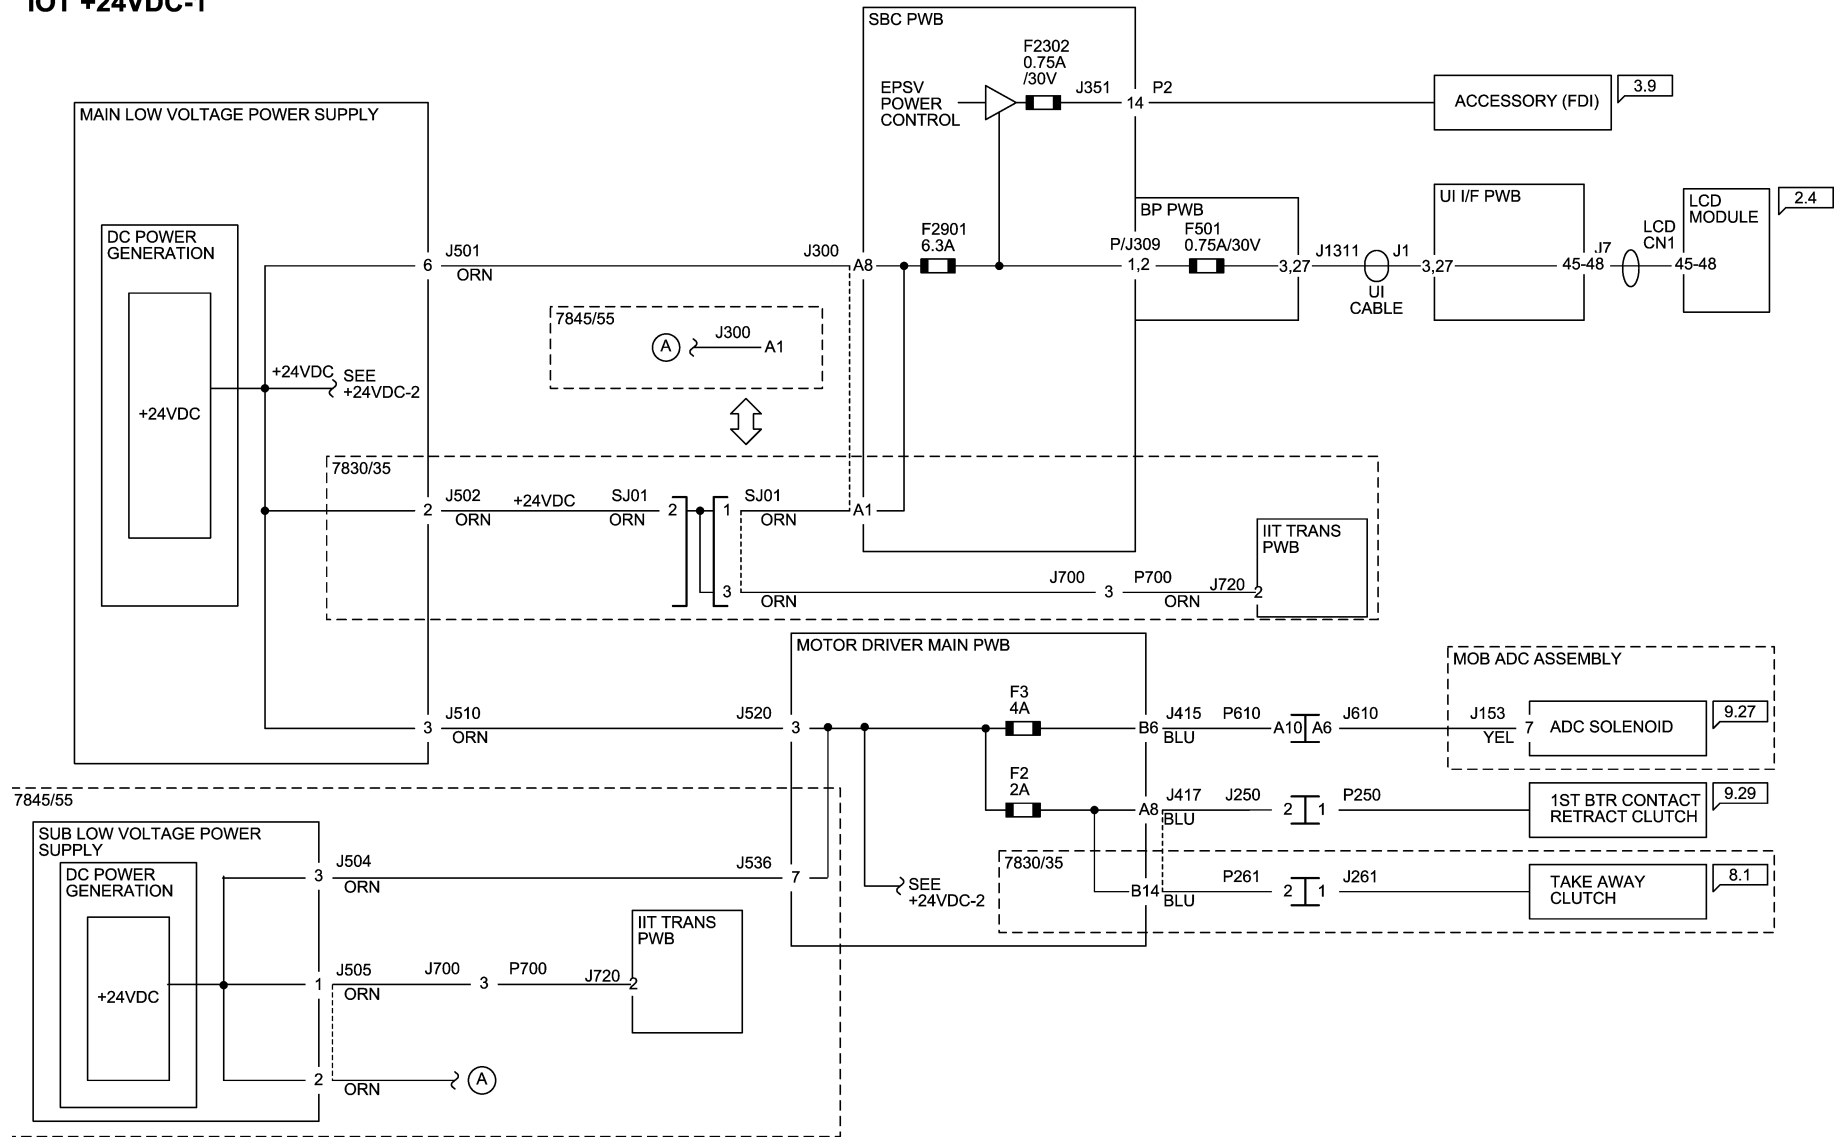 IOT +24VDC-1
SBC PWB
F2302
0.75A
/30V
EPSV
POWER
CONTROL
J351
14
P2
ACCESSORY (FDI)
3.9
MAIN LOW VOLTAGE POWER SUPPLY
DC POWER
GENERATION
+24VDC
+24VDC
SEE
+24VDC-2
6
J501
ORN
J300
A8
F2901
6.3A
BP PWB
P/J309
1,2
F501
0.75A/30V
3,27
J1311
J1
UI
CABLE
UI I/F PWB
3,27
J7
45-48
LCD
CN1
45-48
LCD
MODULE
2.4
7845/55
A
J300
A1
7830/35
2
J502
ORN
+24VDC
SJ01
ORN
2
1
3
SJ01
ORN
A1
ORN
J700
3
P700
ORN
J720
2
IIT TRANS
PWB
3
J510
ORN
J520
3
MOTOR DRIVER MAIN PWB
F3
4A
B6
J415
BLU
P610
A10
A6
J610
MOB ADC ASSEMBLY
J153
YEL
7
ADC SOLENOID
9.27
F2
2A
A8
J417
BLU
J250
2
1
P250
1ST BTR CONTACT
RETRACT CLUTCH
9.29
7830/35
B14
BLU
P261
2
1
J261
TAKE AWAY
CLUTCH
8.1
SEE
+24VDC-2
7845/55
SUB LOW VOLTAGE POWER
SUPPLY
DC POWER
GENERATION
+24VDC
3
J504
ORN
J536
7
1
J505
ORN
J700
3
P700
J720
2
IIT TRANS
PWB
2
ORN
A